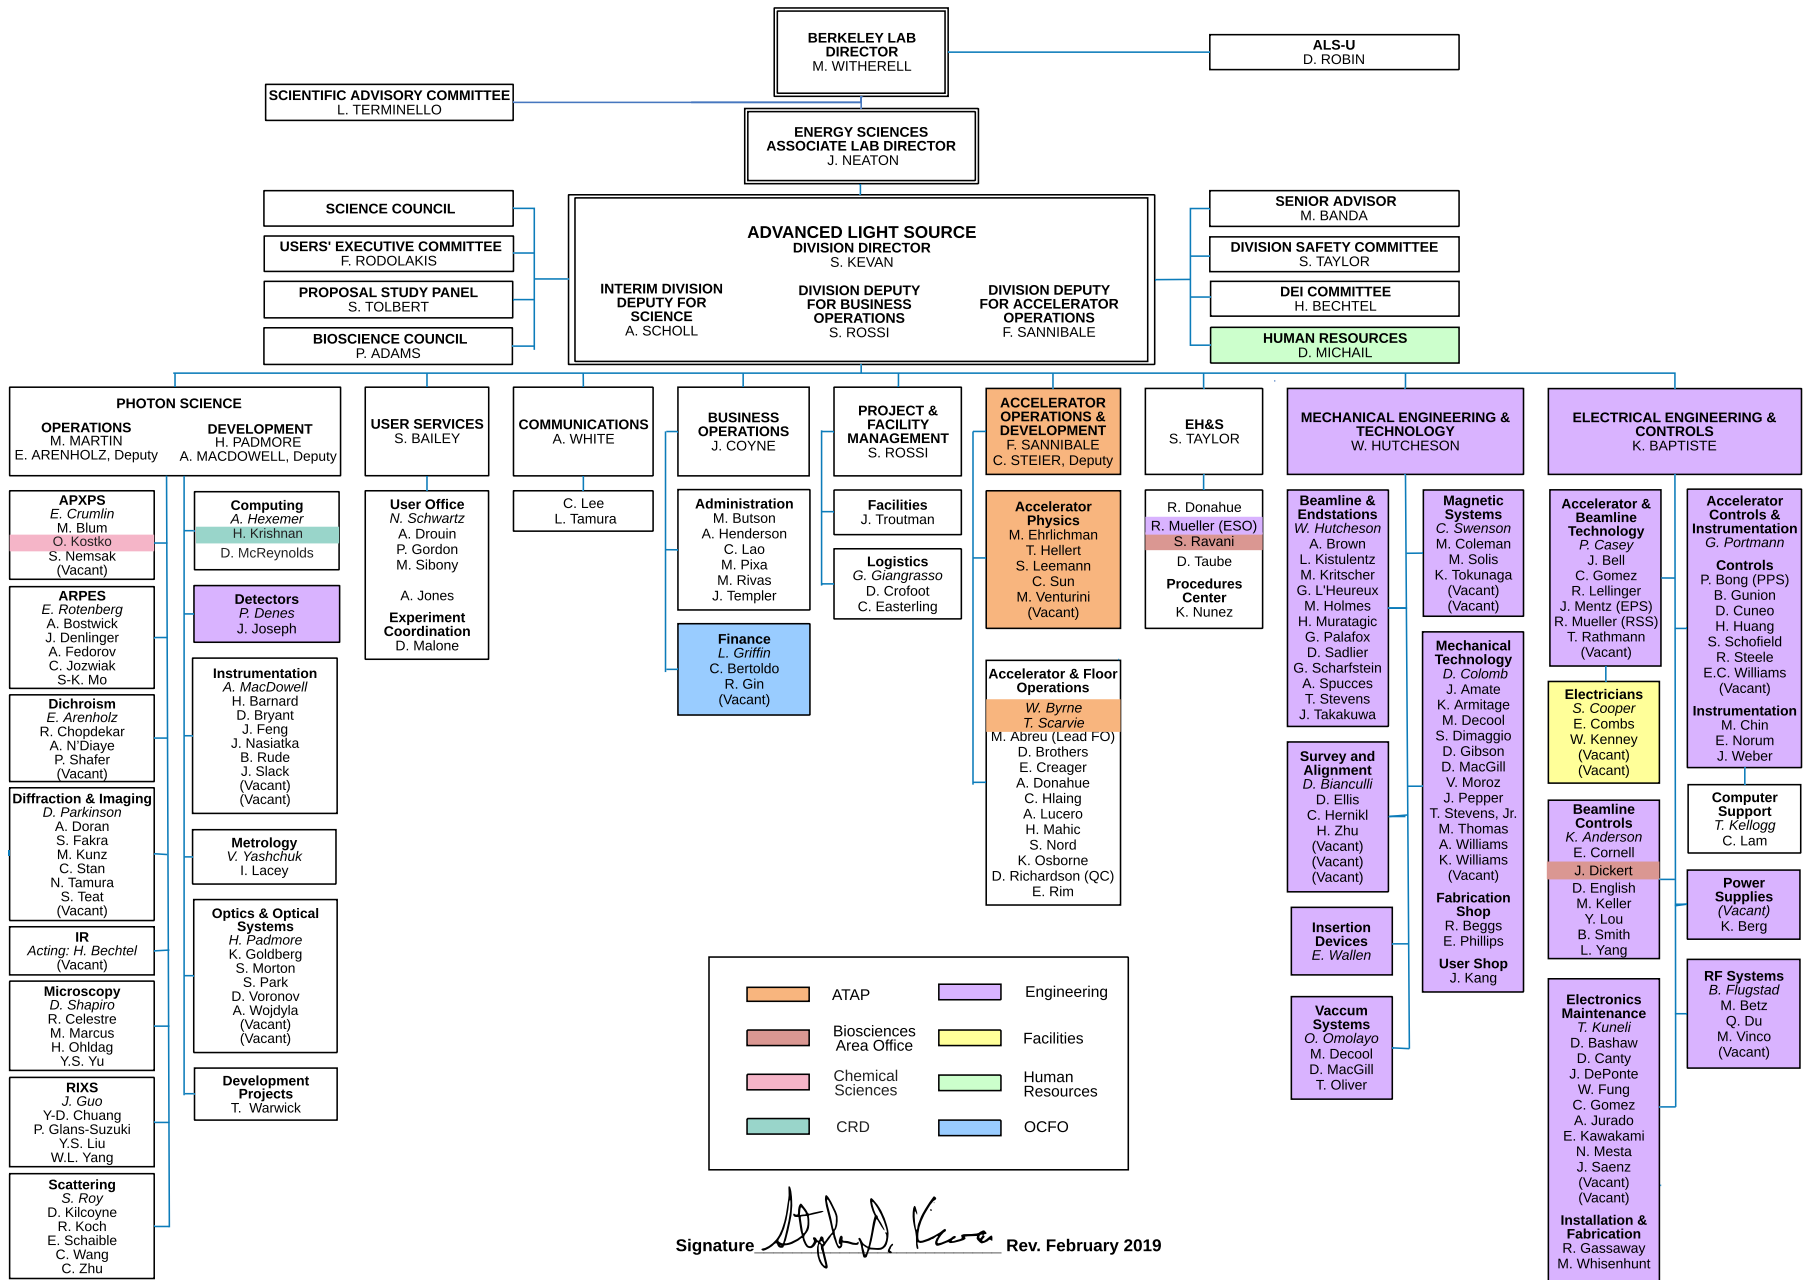 BERKELEY LAB
DIRECTOR
M. WITHERELL
ALS-U
D. ROBIN
SCIENTIFIC ADVISORY COMMITTEE
L. TERMINELLO
ENERGY SCIENCES
ASSOCIATE LAB DIRECTOR
J. NEATON
SCIENCE COUNCIL
USERS' EXECUTIVE COMMITTEE
F. RODOLAKIS
PROPOSAL STUDY PANEL
S. TOLBERT
BIOSCIENCE COUNCIL
P. ADAMS
ADVANCED LIGHT SOURCE
DIVISION DIRECTOR
S. KEVAN
INTERIM DIVISION
DEPUTY FOR
SCIENCE
A. SCHOLL
DIVISION DEPUTY
FOR BUSINESS
OPERATIONS
S. ROSSI
DIVISION DEPUTY
FOR ACCELERATOR
OPERATIONS
F. SANNIBALE
SENIOR ADVISOR
M. BANDA
DIVISION SAFETY COMMITTEE
S. TAYLOR
DEI COMMITTEE
H. BECHTEL
HUMAN RESOURCES
D. MICHAIL
PHOTON SCIENCE
OPERATIONS
M. MARTIN
E. ARENHOLZ, Deputy
DEVELOPMENT
H. PADMORE
A. MACDOWELL, Deputy
APXPS
E. Crumlin
M. Blum
O. Kostko
S. Nemsak
(Vacant)
ARPES
E. Rotenberg
A. Bostwick
J. Denlinger
A. Fedorov
C. Jozwiak
S-K. Mo
Dichroism
E. Arenholz
R. Chopdekar
A. N'Diaye
P. Shafer
(Vacant)
Diffraction & Imaging
D. Parkinson
A. Doran
S. Fakra
M. Kunz
C. Stan
N. Tamura
S. Teat
(Vacant)
IR
Acting: H. Bechtel
(Vacant)
Microscopy
D. Shapiro
R. Celestre
M. Marcus
H. Ohldag
Y.S. Yu
RIXS
J. Guo
Y-D. Chuang
P. Glans-Suzuki
Y.S. Liu
W.L. Yang
Scattering
S. Roy
D. Kilcoyne
R. Koch
E. Schaible
C. Wang
C. Zhu
Computing
A. Hexemer
H. Krishnan
D. McReynolds
Detectors
P. Denes
J. Joseph
Instrumentation
A. MacDowell
H. Barnard
D. Bryant
J. Feng
J. Nasiatka
B. Rude
J. Slack
(Vacant)
(Vacant)
Metrology
V. Yashchuk
I. Lacey
Optics & Optical
Systems
H. Padmore
K. Goldberg
S. Morton
S. Park
D. Voronov
A. Wojdyla
(Vacant)
(Vacant)
Development
Projects
T. Warwick
USER SERVICES
S. BAILEY
User Office
N. Schwartz
A. Drouin
P. Gordon
M. Sibony
A. Jones
Experiment
Coordination
D. Malone
COMMUNICATIONS
A. WHITE
C. Lee
L. Tamura
BUSINESS
OPERATIONS
J. COYNE
Administration
M. Butson
A. Henderson
C. Lao
M. Pixa
M. Rivas
J. Templer
Finance
L. Griffin
C. Bertoldo
R. Gin
(Vacant)
PROJECT &
FACILITY
MANAGEMENT
S. ROSSI
Facilities
J. Troutman
Logistics
G. Giangrasso
D. Crofoot
C. Easterling
ACCELERATOR
OPERATIONS &
DEVELOPMENT
F. SANNIBALE
C. STEIER, Deputy
Accelerator
Physics
M. Ehrlichman
T. Hellert
S. Leemann
C. Sun
M. Venturini
(Vacant)
Accelerator & Floor
Operations
W. Byrne
T. Scarvie
M. Abreu (Lead FO)
D. Brothers
E. Creager
A. Donahue
C. Hlaing
A. Lucero
H. Mahic
S. Nord
K. Osborne
D. Richardson (QC)
E. Rim
EH&S
S. TAYLOR
R. Donahue
R. Mueller (ESO)
S. Ravani
D. Taube
Procedures
Center
K. Nunez
MECHANICAL ENGINEERING &
TECHNOLOGY
W. HUTCHESON
Beamline &
Endstations
W. Hutcheson
A. Brown
L. Kistulentz
M. Kritscher
G. L'Heureux
M. Holmes
H. Muratagic
G. Palafox
D. Sadlier
G. Scharfstein
A. Spucces
T. Stevens
J. Takakuwa
Survey and
Alignment
D. Bianculli
D. Ellis
C. Hernikl
H. Zhu
(Vacant)
(Vacant)
(Vacant)
Insertion
Devices
E. Wallen
Vaccum
Systems
O. Omolayo
M. Decool
D. MacGill
T. Oliver
Magnetic
Systems
C. Swenson
M. Coleman
M. Solis
K. Tokunaga
(Vacant)
(Vacant)
Mechanical
Technology
D. Colomb
J. Amate
K. Armitage
M. Decool
S. Dimaggio
D. Gibson
D. MacGill
V. Moroz
J. Pepper
T. Stevens, Jr.
M. Thomas
A. Williams
K. Williams
(Vacant)
Fabrication
Shop
R. Beggs
E. Phillips
User Shop
J. Kang
ELECTRICAL ENGINEERING &
CONTROLS
K. BAPTISTE
Accelerator &
Beamline
Technology
P. Casey
J. Bell
C. Gomez
R. Lellinger
J. Mentz (EPS)
R. Mueller (RSS)
T. Rathmann
(Vacant)
Electricians
S. Cooper
E. Combs
W. Kenney
(Vacant)
(Vacant)
Beamline
Controls
K. Anderson
E. Cornell
J. Dickert
D. English
M. Keller
Y. Lou
B. Smith
L. Yang
Electronics
Maintenance
T. Kuneli
D. Bashaw
D. Canty
J. DePonte
W. Fung
C. Gomez
A. Jurado
E. Kawakami
N. Mesta
J. Saenz
(Vacant)
(Vacant)
Installation &
Fabrication
R. Gassaway
M. Whisenhunt
Accelerator
Controls &
Instrumentation
G. Portmann
Controls
P. Bong (PPS)
B. Gunion
D. Cuneo
H. Huang
S. Schofield
R. Steele
E.C. Williams
(Vacant)
Instrumentation
M. Chin
E. Norum
J. Weber
Computer
Support
T. Kellogg
C. Lam
Power
Supplies
(Vacant)
K. Berg
RF Systems
B. Flugstad
M. Betz
Q. Du
M. Vinco
(Vacant)
ATAP
Engineering
Biosciences
Area Office
Facilities
Chemical
Sciences
Human
Resources
CRD
OCFO
Signature
Rev. February 2019